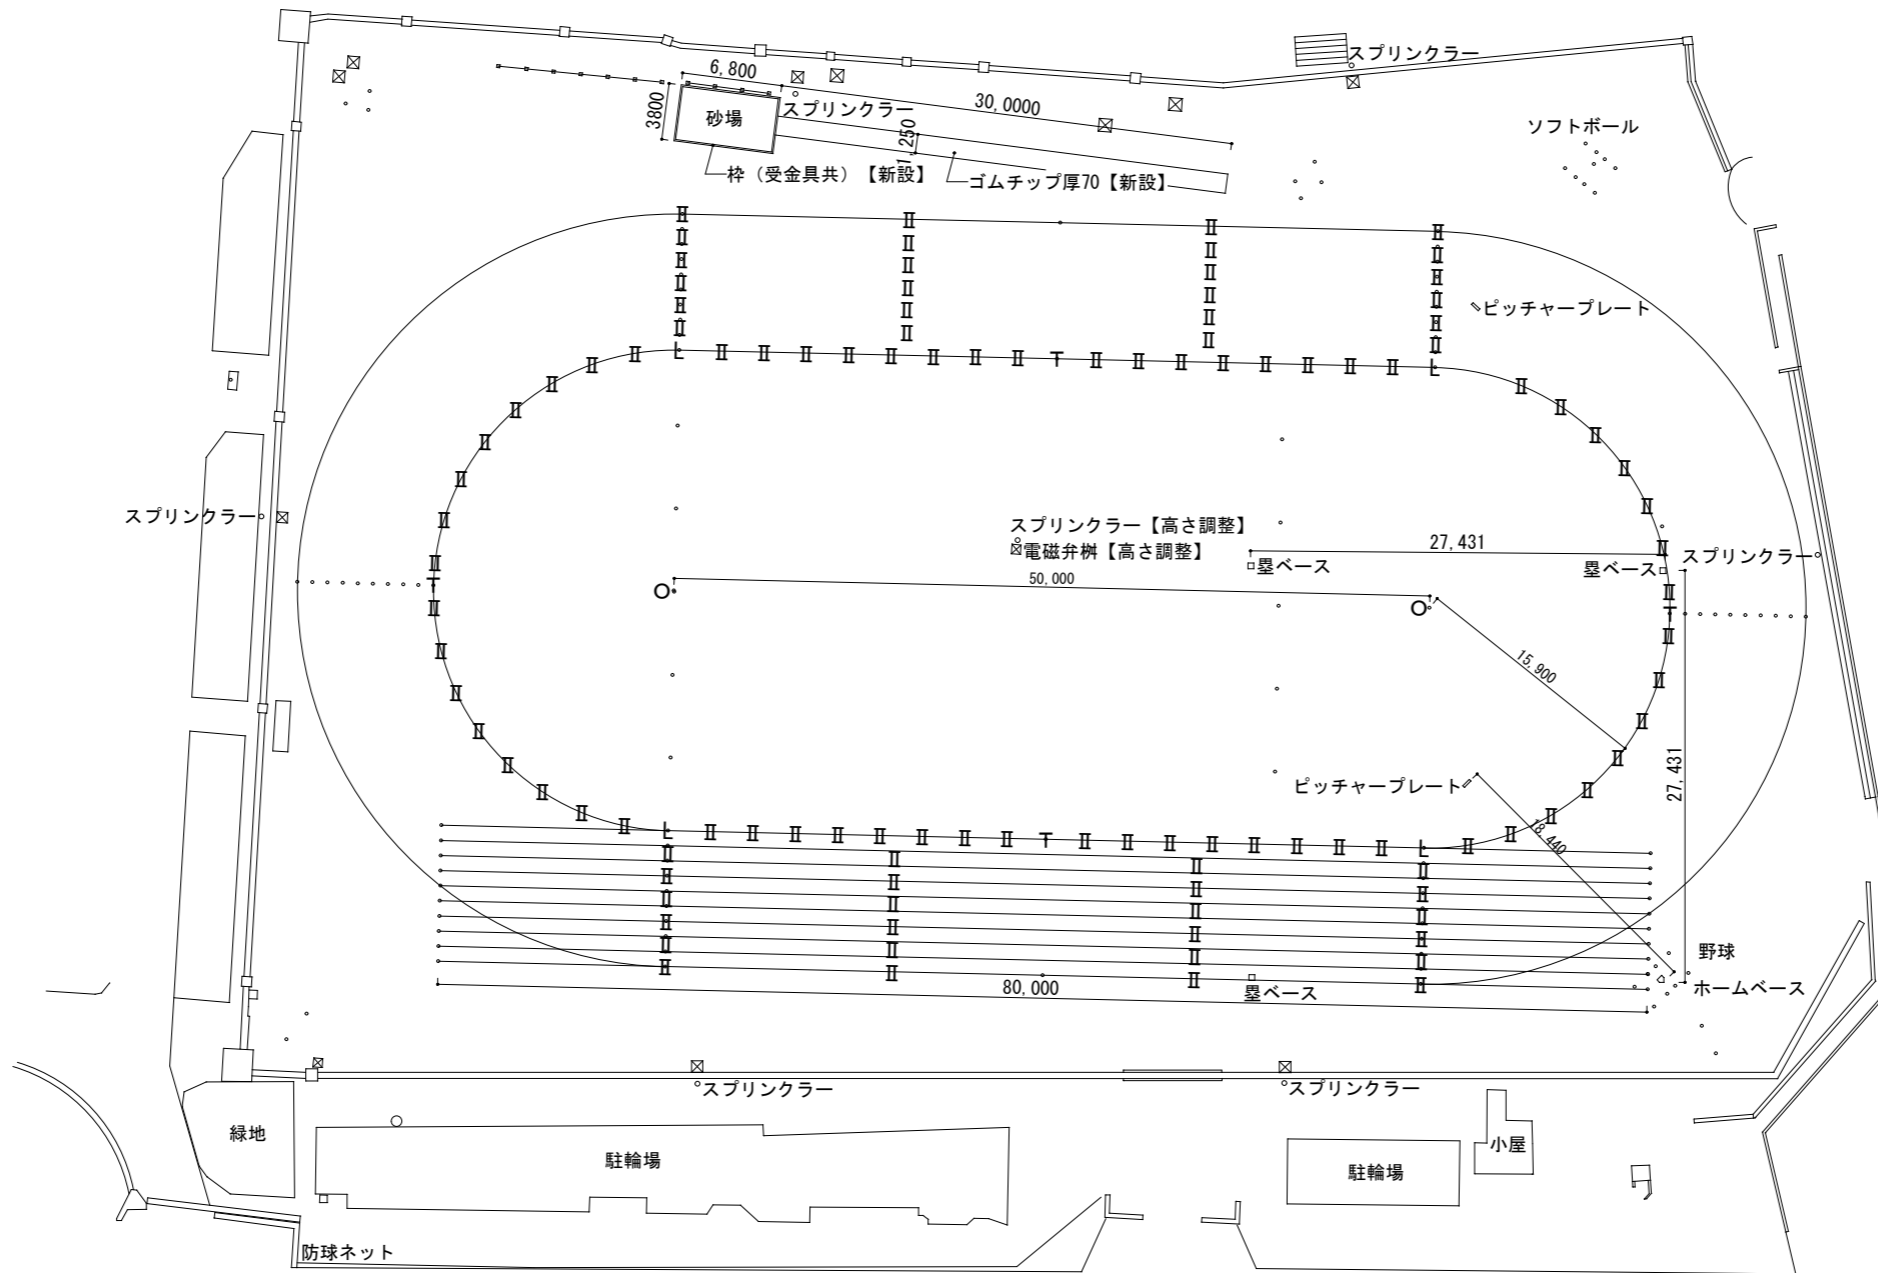 スプリンクラー
6,800
30,0000
3800
砂場
スプリンクラー
1,250
ソフトボール
枠（受金具共）【新設】
ゴムチップ厚70【新設】
ピッチャープレート
L
T
L
スプリンクラー
スプリンクラー【高さ調整】
電磁弁桝【高さ調整】
27,431
塁ベース
塁ベース
スプリンクラー
T
50,000
O
O
T
15,900
27,431
ピッチャープレート
18,440
L
T
L
野球
80,000
塁ベース
ホームベース
スプリンクラー
スプリンクラー
緑地
駐輪場
駐輪場
小屋
防球ネット